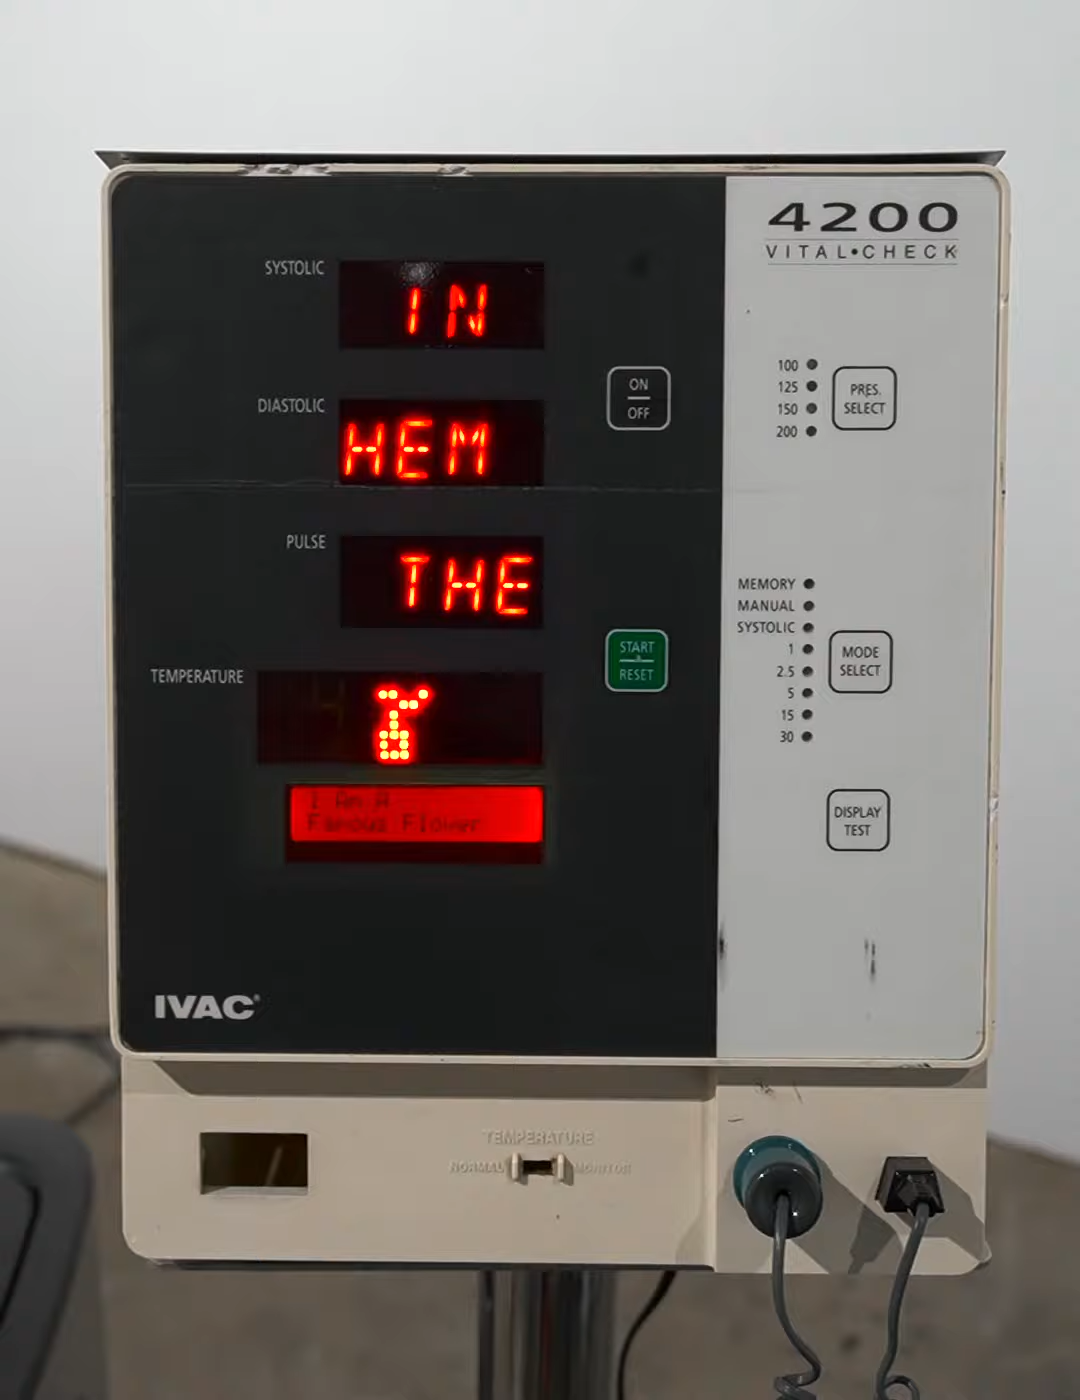 4200
VITAL•CHECK
SYSTOLIC
IN
DIASTOLIC
HEM
ON
OFF
100
125
150
200
PRES.
SELECT
PULSE
THE
MEMORY
MANUAL
SYSTOLIC
1
2.5
5
15
30
START
RESET
MODE
SELECT
TEMPERATURE
I Am A
Famous Flower
DISPLAY
TEST
IVAC®
TEMPERATURE
NORMAL
MONITOR